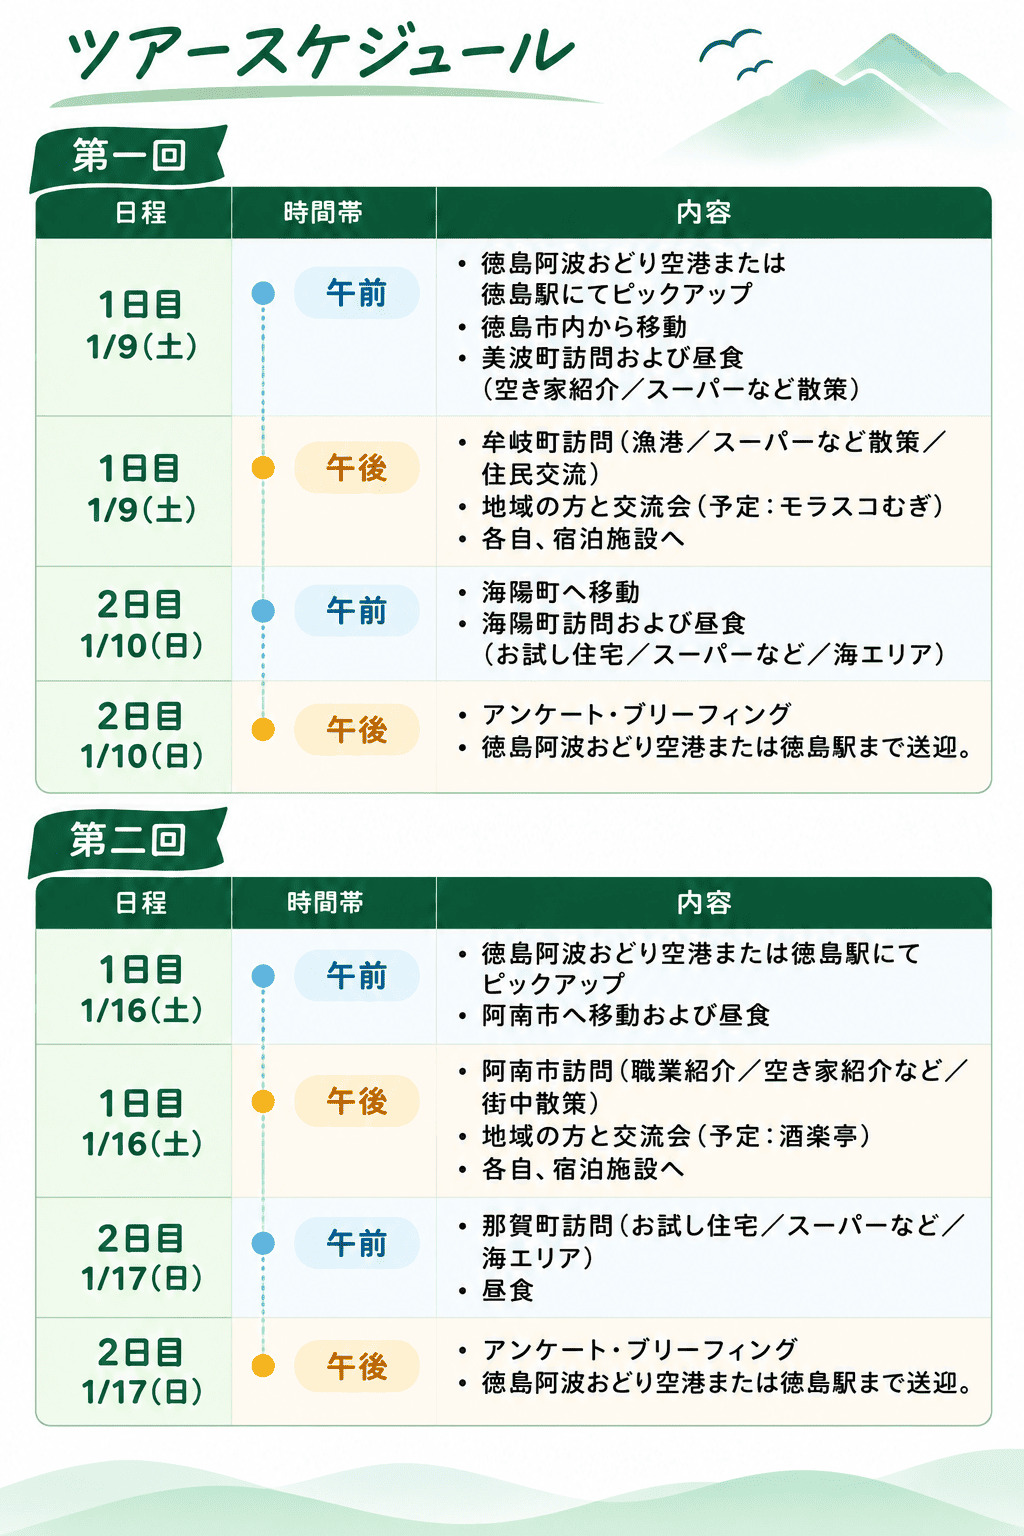 ツアースケジュール
第一回
日程 時間帯 内容
1日目
1/9(土)
午前
• 徳島阿波おどり空港または
徳島駅にてピックアップ
• 徳島市内から移動
• 美波町訪問および昼食
(空き家紹介／スーパーなど散策)
1日目
1/9(土)
午後
• 牟岐町訪問(漁港／スーパーなど散策／
住民交流)
• 地域の方と交流会(予定：モラスコむぎ)
• 各自、宿泊施設へ
2日目
1/10(日)
午前
• 海陽町へ移動
• 海陽町訪問および昼食
(お試し住宅／スーパーなど／海エリア)
2日目
1/10(日)
午後
• アンケート・ブリーフィング
• 徳島阿波おどり空港または徳島駅まで送迎。
第二回
日程 時間帯 内容
1日目
1/16(土)
午前
• 徳島阿波おどり空港または徳島駅にて
ピックアップ
• 阿南市へ移動および昼食
1日目
1/16(土)
午後
• 阿南市訪問(職業紹介／空き家紹介など／
街中散策)
• 地域の方と交流会(予定：酒楽亭)
• 各自、宿泊施設へ
2日目
1/17(日)
午前
• 那賀町訪問(お試し住宅／スーパーなど／
海エリア)
• 昼食
2日目
1/17(日)
午後
• アンケート・ブリーフィング
• 徳島阿波おどり空港または徳島駅まで送迎。